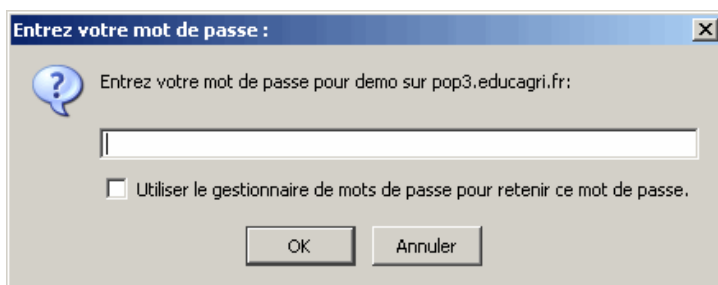 Entrez votre mot de passe :
Entrez votre mot de passe pour demo sur pop3.educagri.fr:
Utiliser le gestionnaire de mots de passe pour retenir ce mot de passe.
OK
Annuler